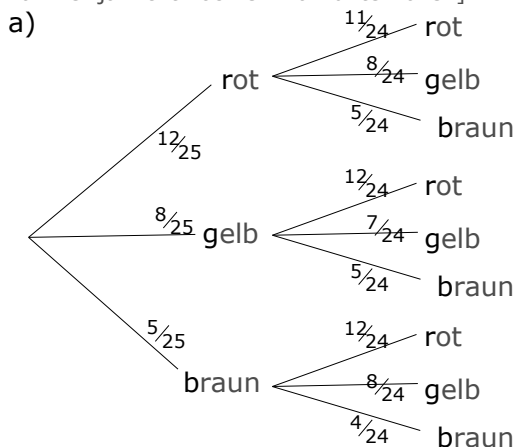 a)
11/24 rot
8/24 gelb
rot
5/24 braun
12/25
12/24 rot
8/25 gelb
7/24 gelb
5/24 braun
5/25
12/24 rot
braun
8/24 gelb
4/24 braun